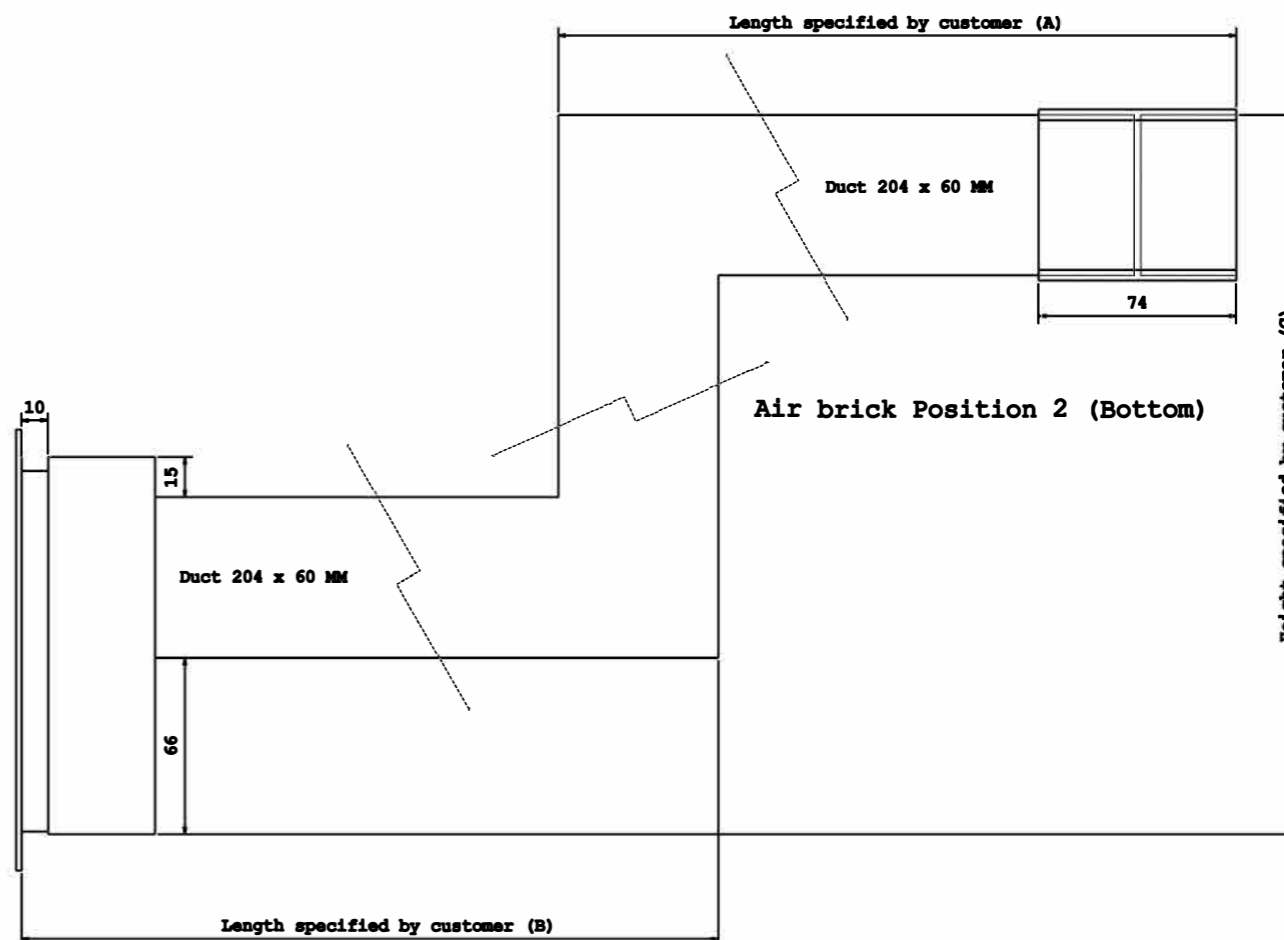 Length specified by customer (A)
Duct 204 x 60 MM
74
Air brick Position 2 (Bottom)
10
15
Duct 204 x 60 MM
66
Length specified by customer (B)